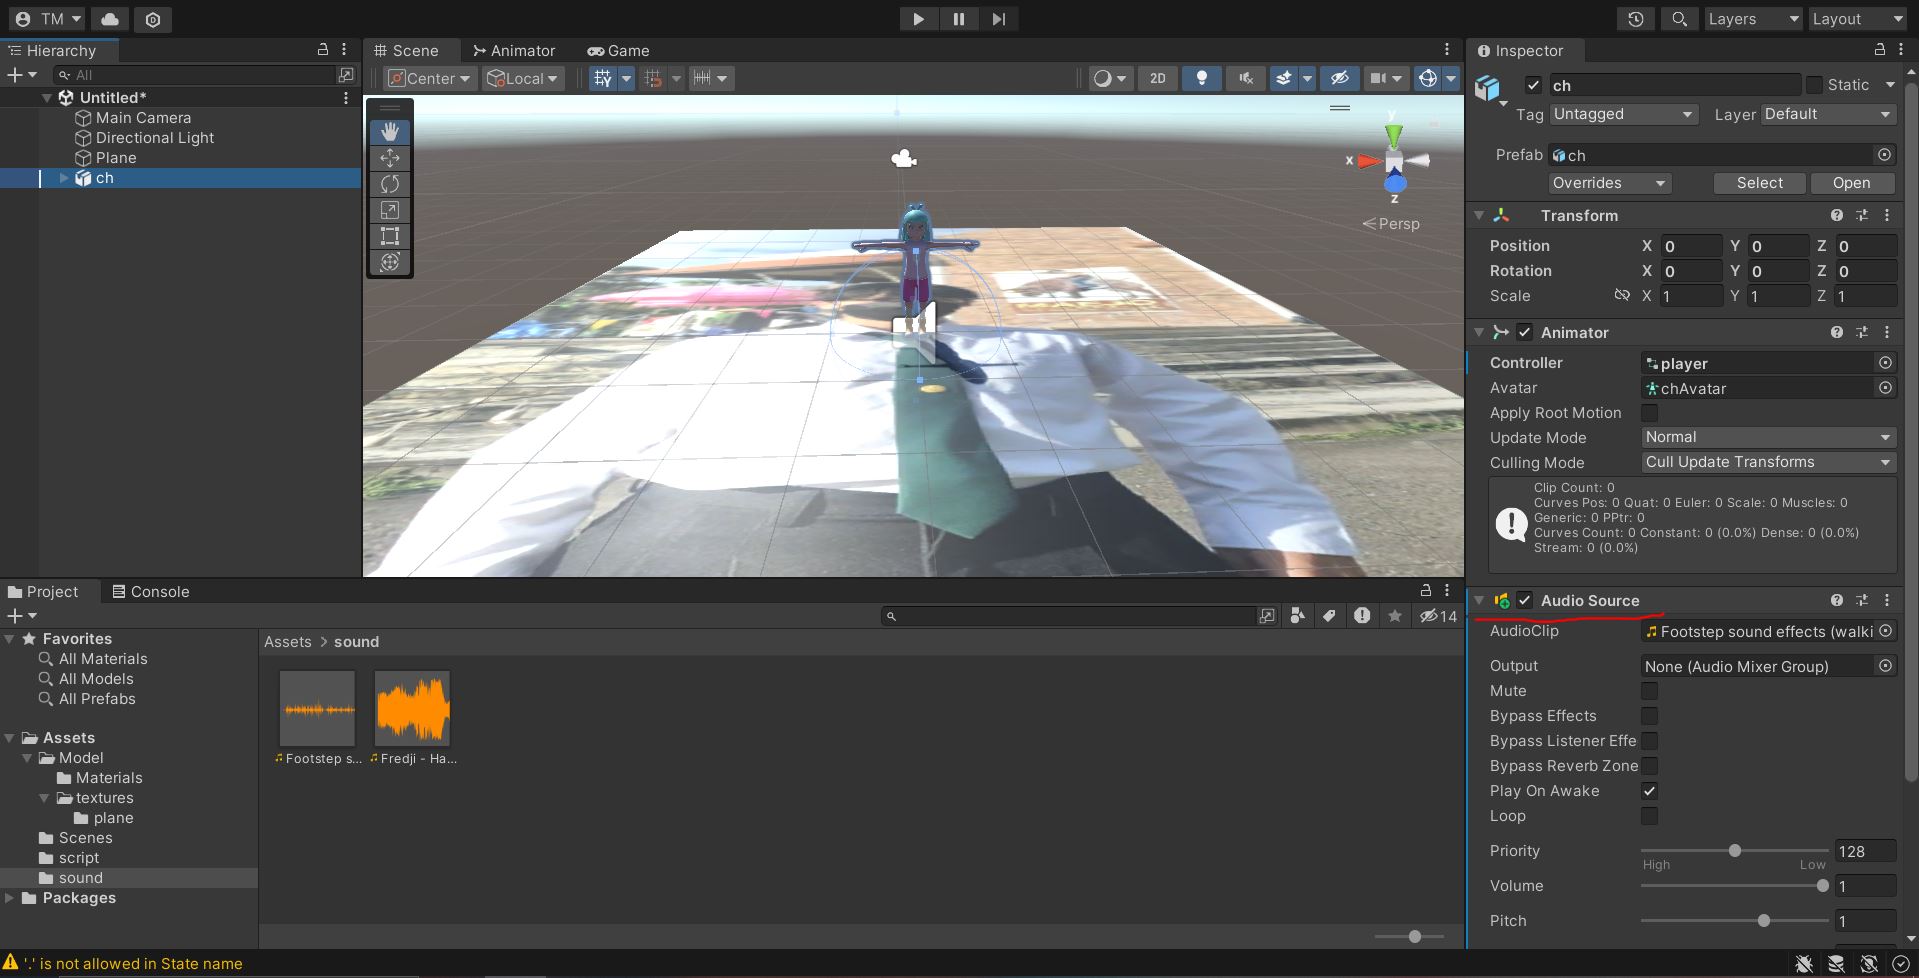 TM
Layers
Layout
Hierarchy
All
Untitled*
Main Camera
Directional Light
Plane
ch
Scene
Animator
Game
Center
Local
2D
y
x
z
Persp
Inspector
ch
Static
Tag Untagged
Layer Default
Prefab ch
Overrides
Select
Open
Transform
Position X 0 Y 0 Z 0
Rotation X 0 Y 0 Z 0
Scale X 1 Y 1 Z 1
Animator
Controller player
Avatar chAvatar
Apply Root Motion
Update Mode Normal
Culling Mode Cull Update Transforms
Clip Count: 0
Curves Pos: 0 Quat: 0 Euler: 0 Scale: 0 Muscles: 0
Generic: 0 PPtr: 0
Curves Count: 0 Constant: 0 (0.0%) Dense: 0 (0.0%)
Stream: 0 (0.0%)
Audio Source
AudioClip Footstep sound effects (walki
Output None (Audio Mixer Group)
Mute
Bypass Effects
Bypass Listener Effe
Bypass Reverb Zone
Play On Awake
Loop
Priority 128
High Low
Volume 1
Pitch 1
Project
Console
14
Favorites
All Materials
All Models
All Prefabs
Assets
Model
Materials
textures
plane
Scenes
script
sound
Packages
Assets > sound
Footstep s...
Fredji - Ha...
'.' is not allowed in State name